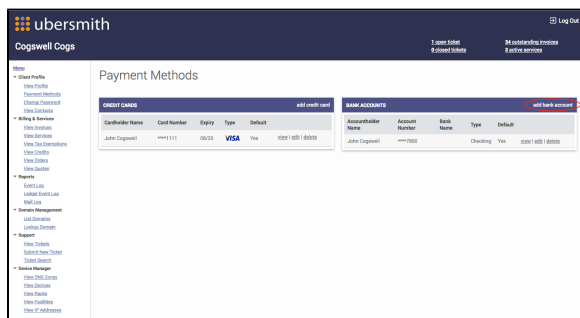 ubersmith
Log Out
Cogswell Cogs
1 open ticket
0 closed tickets
34 outstanding invoices
3 active services
Menu
Client Profile
View Profile
Payment Methods
Change Password
View Contacts
Billing & Services
View Invoices
View Services
View Tax Exemptions
View Credits
View Orders
View Quotes
Reports
Event Log
Ledger Event Log
Mail Log
Domain Management
List Domains
Lookup Domain
Support
View Tickets
Submit New Ticket
Ticket Search
Device Manager
View DNS Zones
View Devices
View Racks
View Facilities
View IP Addresses
Payment Methods
CREDIT CARDS add credit card
Cardholder Name Card Number Expiry Type Default
John Cogswell ****1111 08/20 VISA Yes view | edit | delete
BANK ACCOUNTS add bank account
Accountholder Name Account Number Bank Name Type Default
John Cogswell ****7890 Checking Yes view | edit | delete